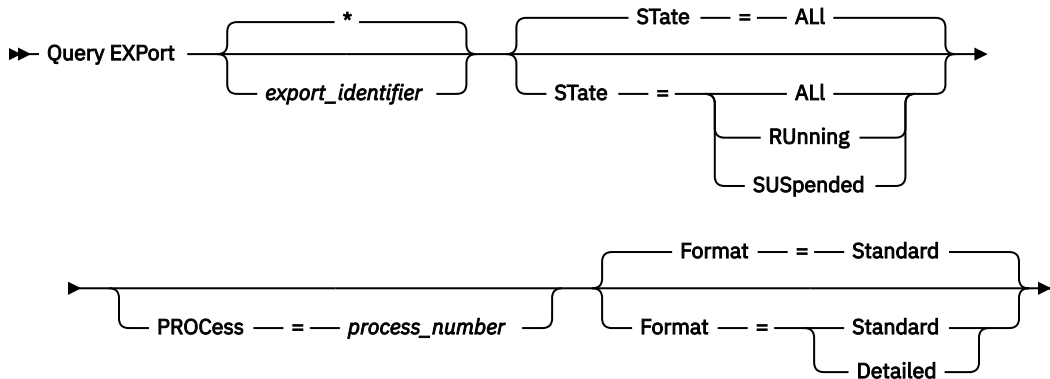 *
STate = ALl
Query EXPort
export_identifier
STate = ALl
RUnning
SUSpended
Format = Standard
PROCess = process_number
Format = Standard
Detailed